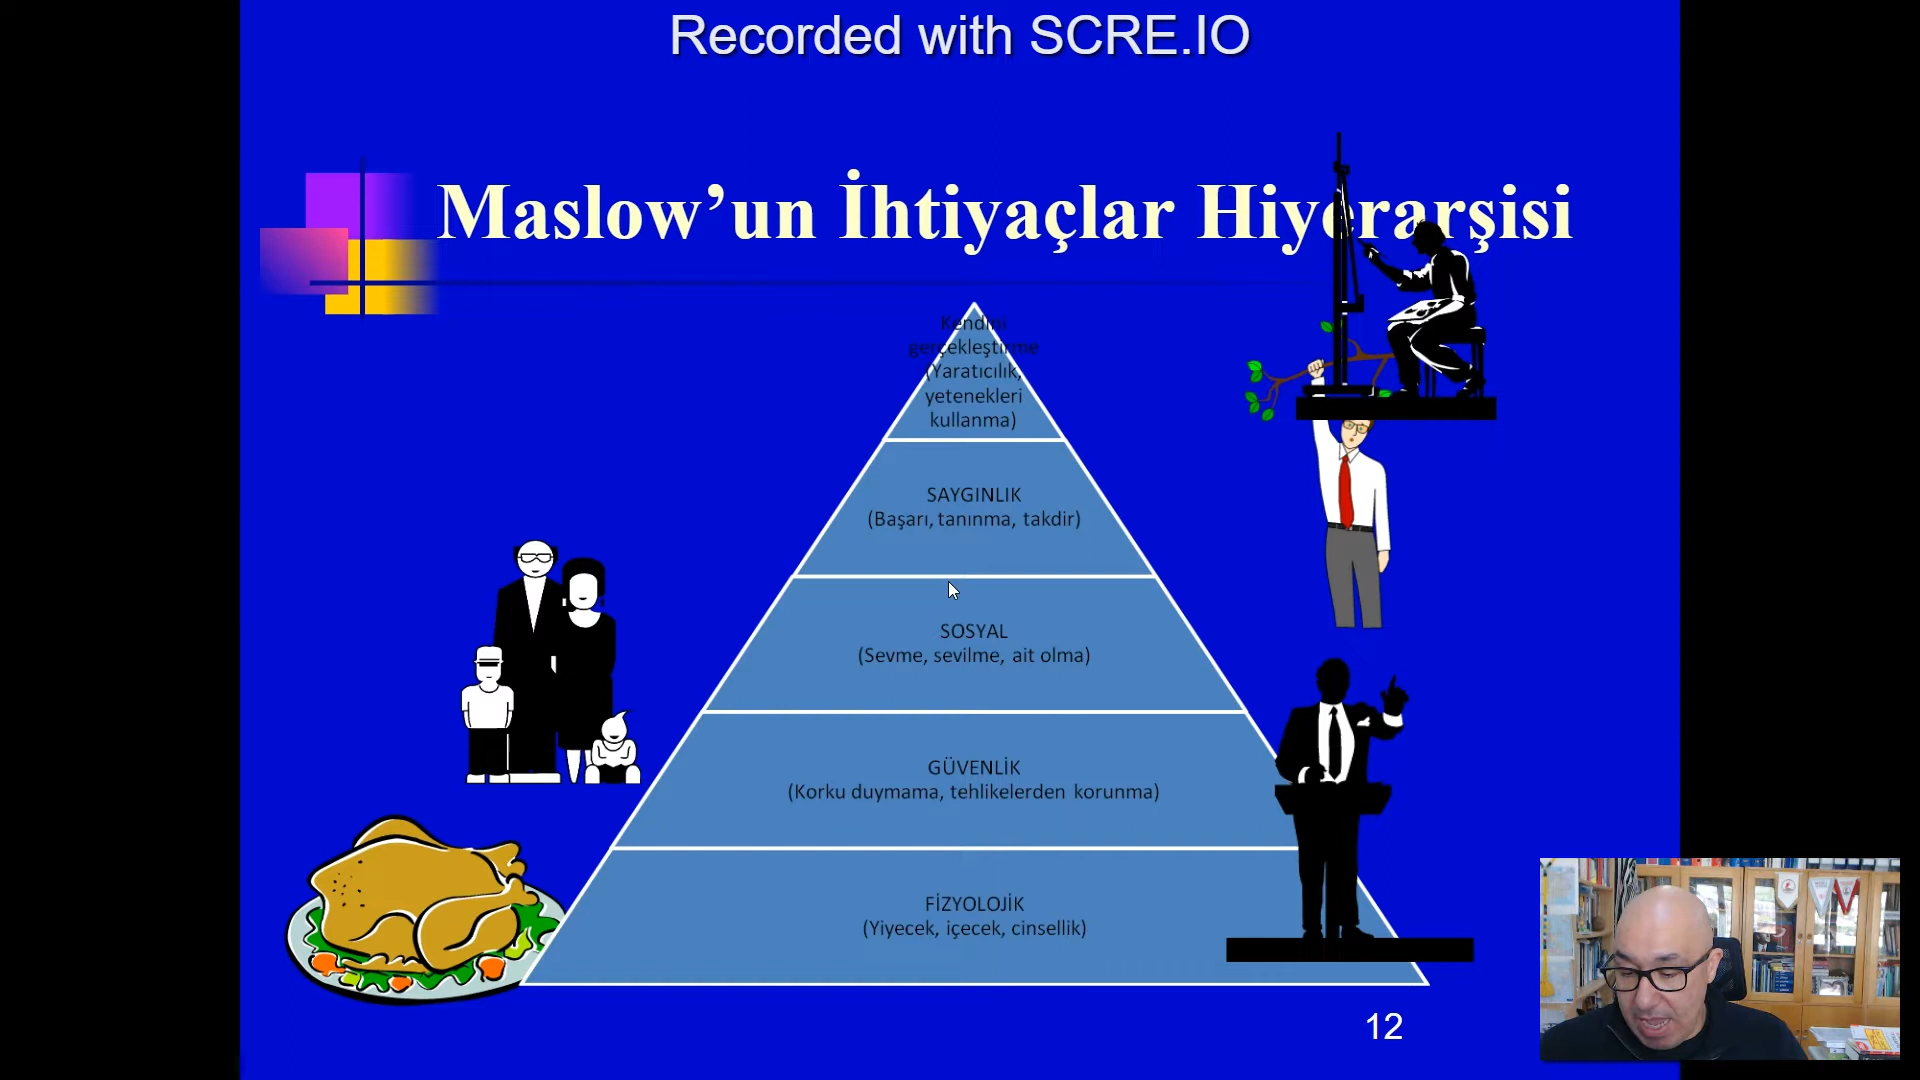 Recorded with SCRE.IO
Maslow’un İhtiyaçlar Hiyerarşisi
Kendini
gerçekleştirme
(Yaratıcılık,
yetenekleri
kullanma)
SAYGINLIK
(Başarı, tanınma, takdir)
SOSYAL
(Sevme, sevilme, ait olma)
GÜVENLİK
(Korku duymama, tehlikelerden korunma)
FİZYOLOJİK
(Yiyecek, içecek, cinsellik)
12